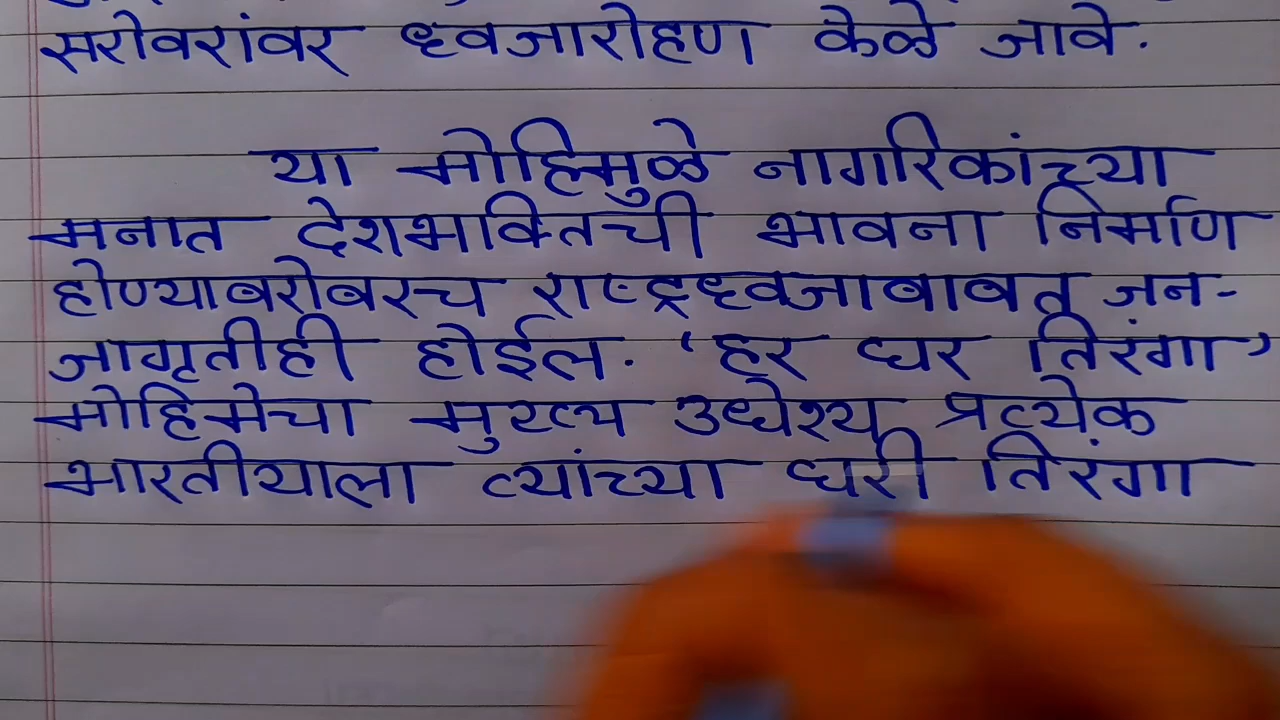 सरोवरांवर ध्वजारोहण केले जावे.
या मोहिमुळे नागरिकांच्या
मनात देशभक्तिची भावना निर्माण
होण्याबरोबरच राष्ट्रध्वजाबाबत जन-
जागृतीही होईल. 'हर घर तिरंगा'
मोहिमेचा मुख्य उध्देश्य प्रत्येक
भारतीयाला त्यांच्या घरी तिरंगा